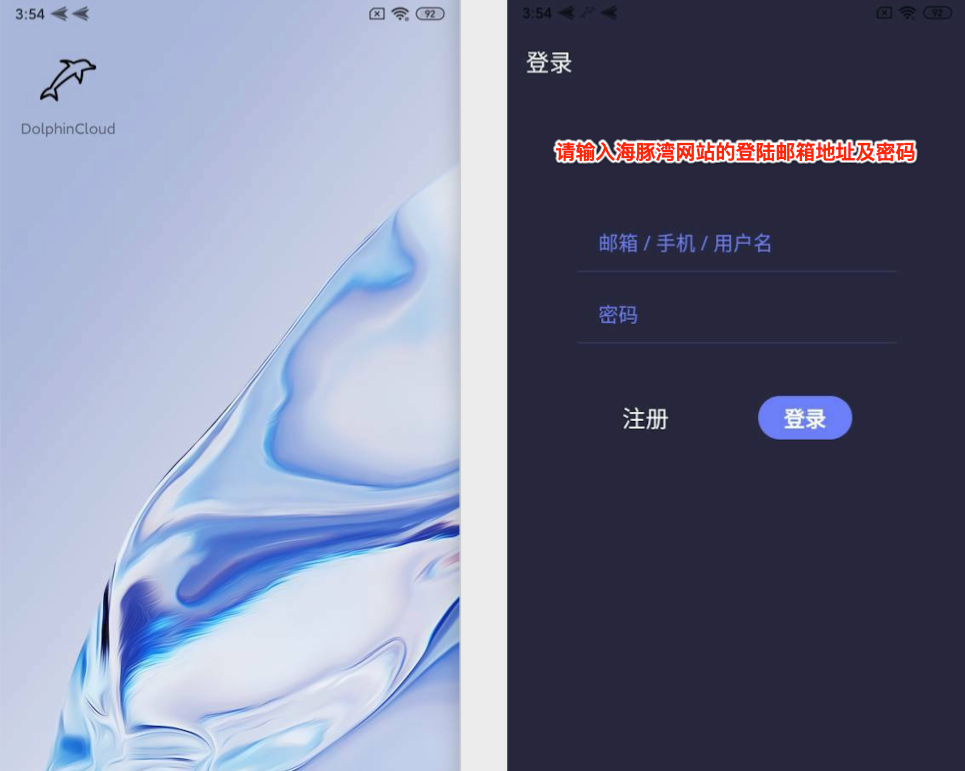 3:54
92
DolphinCloud
3:54
92
登录
请输入海豚湾网站的登陆邮箱地址及密码
邮箱 / 手机 / 用户名
密码
注册
登录